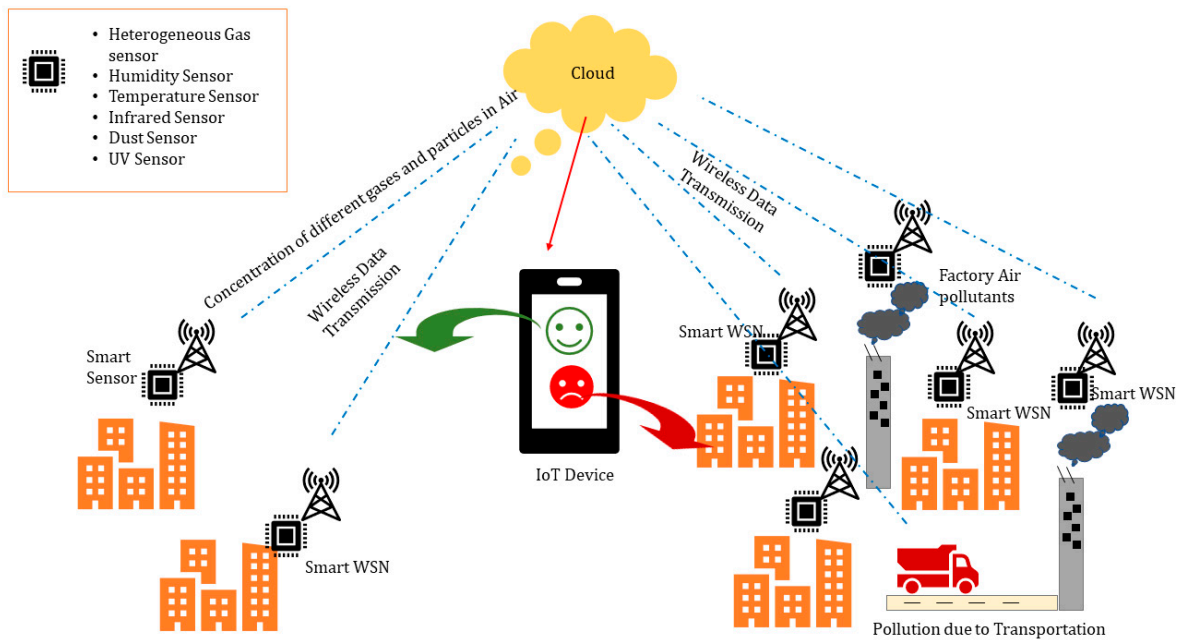 • Heterogeneous Gas
sensor
• Humidity Sensor
• Temperature Sensor
• Infrared Sensor
• Dust Sensor
• UV Sensor
Cloud
Concentration of different gases and particles in Air
Wireless Data
Transmission
Wireless Data
Transmission
Factory Air
pollutants
Smart
Sensor
Smart WSN
Smart WSN
Smart WSN
IoT Device
Smart WSN
Pollution due to Transportation